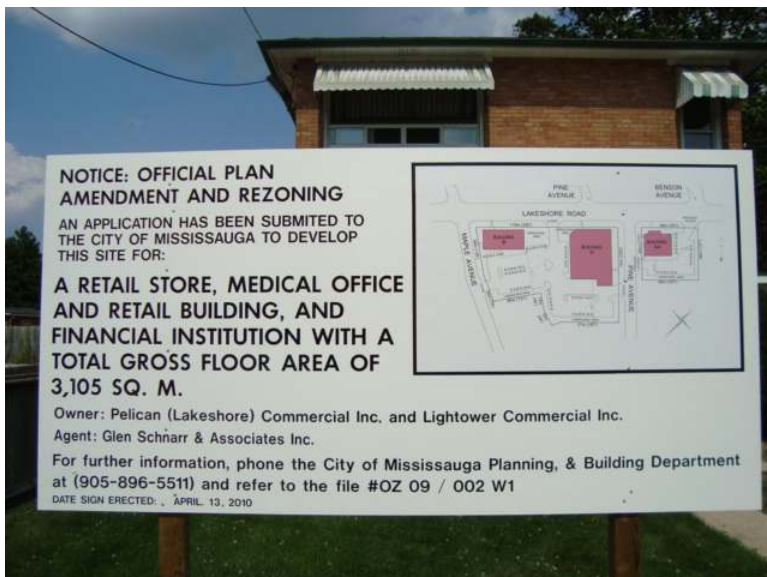 NOTICE: OFFICIAL PLAN
AMENDMENT AND REZONING
AN APPLICATION HAS BEEN SUBMITED TO
THE CITY OF MISSISSAUGA TO DEVELOP
THIS SITE FOR:
A RETAIL STORE, MEDICAL OFFICE
AND RETAIL BUILDING, AND
FINANCIAL INSTITUTION WITH A
TOTAL GROSS FLOOR AREA OF
3,105 SQ. M.
Owner: Pelican (Lakeshore) Commercial Inc. and Lightower Commercial Inc.
Agent: Glen Schnarr & Associates Inc.
For further information, phone the City of Mississauga Planning, & Building Department
at (905-896-5511) and refer to the file #OZ 09 / 002 W1
DATE SIGN ERECTED: , APRIL. 13, 2010
PINE
AVENUE
BENSON
AVENUE
LAKESHORE ROAD
MAPLE AVENUE
BUILDING
BUILDING
BUILDING
PINE AVENUE